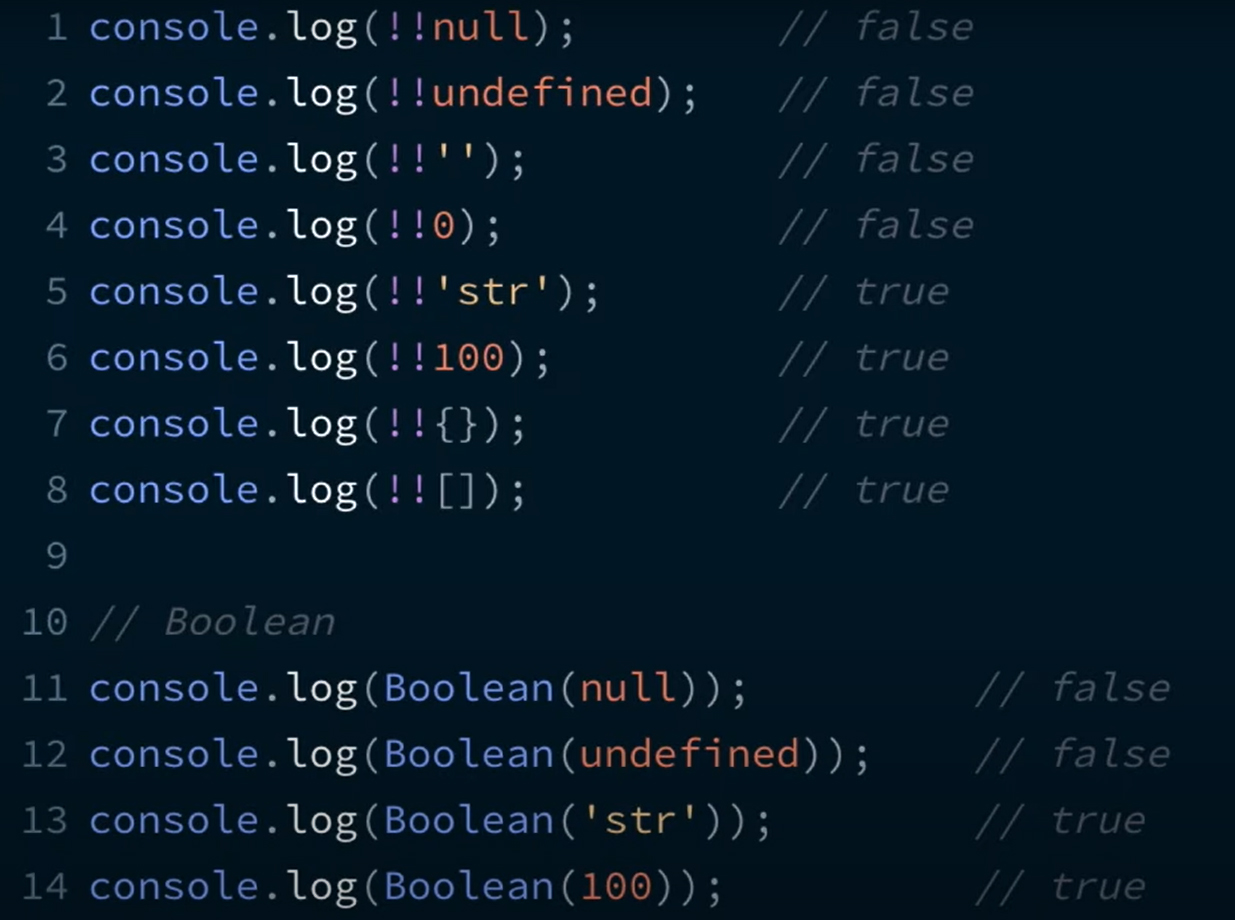 1 console.log(!!null); // false
2 console.log(!!undefined); // false
3 console.log(!!''); // false
4 console.log(!!0); // false
5 console.log(!!'str'); // true
6 console.log(!!100); // true
7 console.log(!!{}); // true
8 console.log(!![]); // true
9
10 // Boolean
11 console.log(Boolean(null)); // false
12 console.log(Boolean(undefined)); // false
13 console.log(Boolean('str')); // true
14 console.log(Boolean(100)); // true